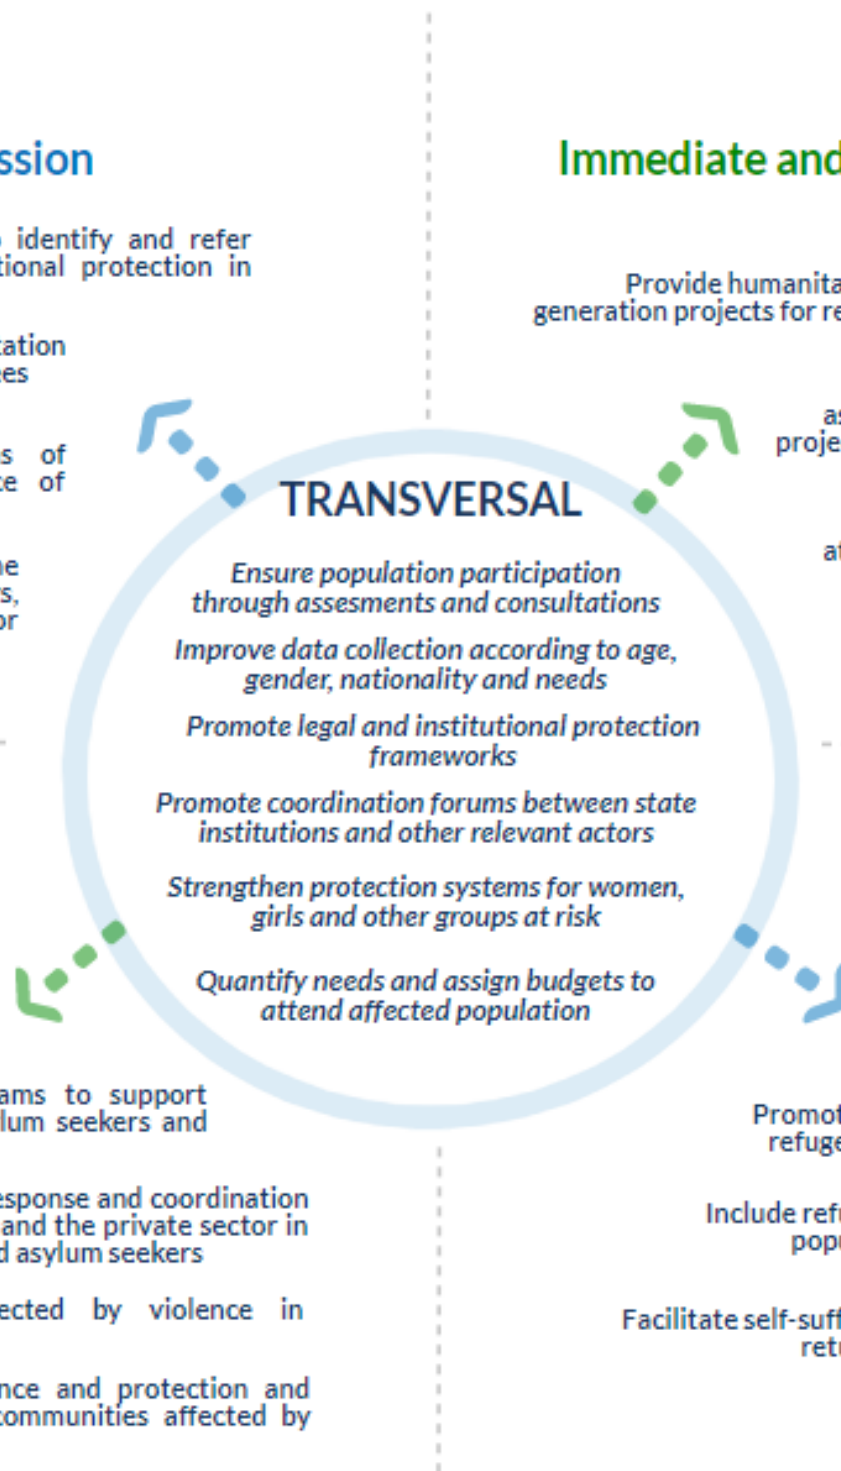 ssion
identify and refer
tional protection in
tation
ees
s of
ce of
ne
s,
or
Immediate and
Provide humanita
generation projects for re
as
proje
at
TRANSVERSAL
Ensure population participation
through assesments and consultations
Improve data collection according to age,
gender, nationality and needs
Promote legal and institutional protection
frameworks
Promote coordination forums between state
institutions and other relevant actors
Strengthen protection systems for women,
girls and other groups at risk
Quantify needs and assign budgets to
attend affected population
ams to support
lum seekers and
esponse and coordination
and the private sector in
d asylum seekers
ected by violence in
nce and protection and
communities affected by
Promot
refuge
Include refu
popu
Facilitate self-suff
retu